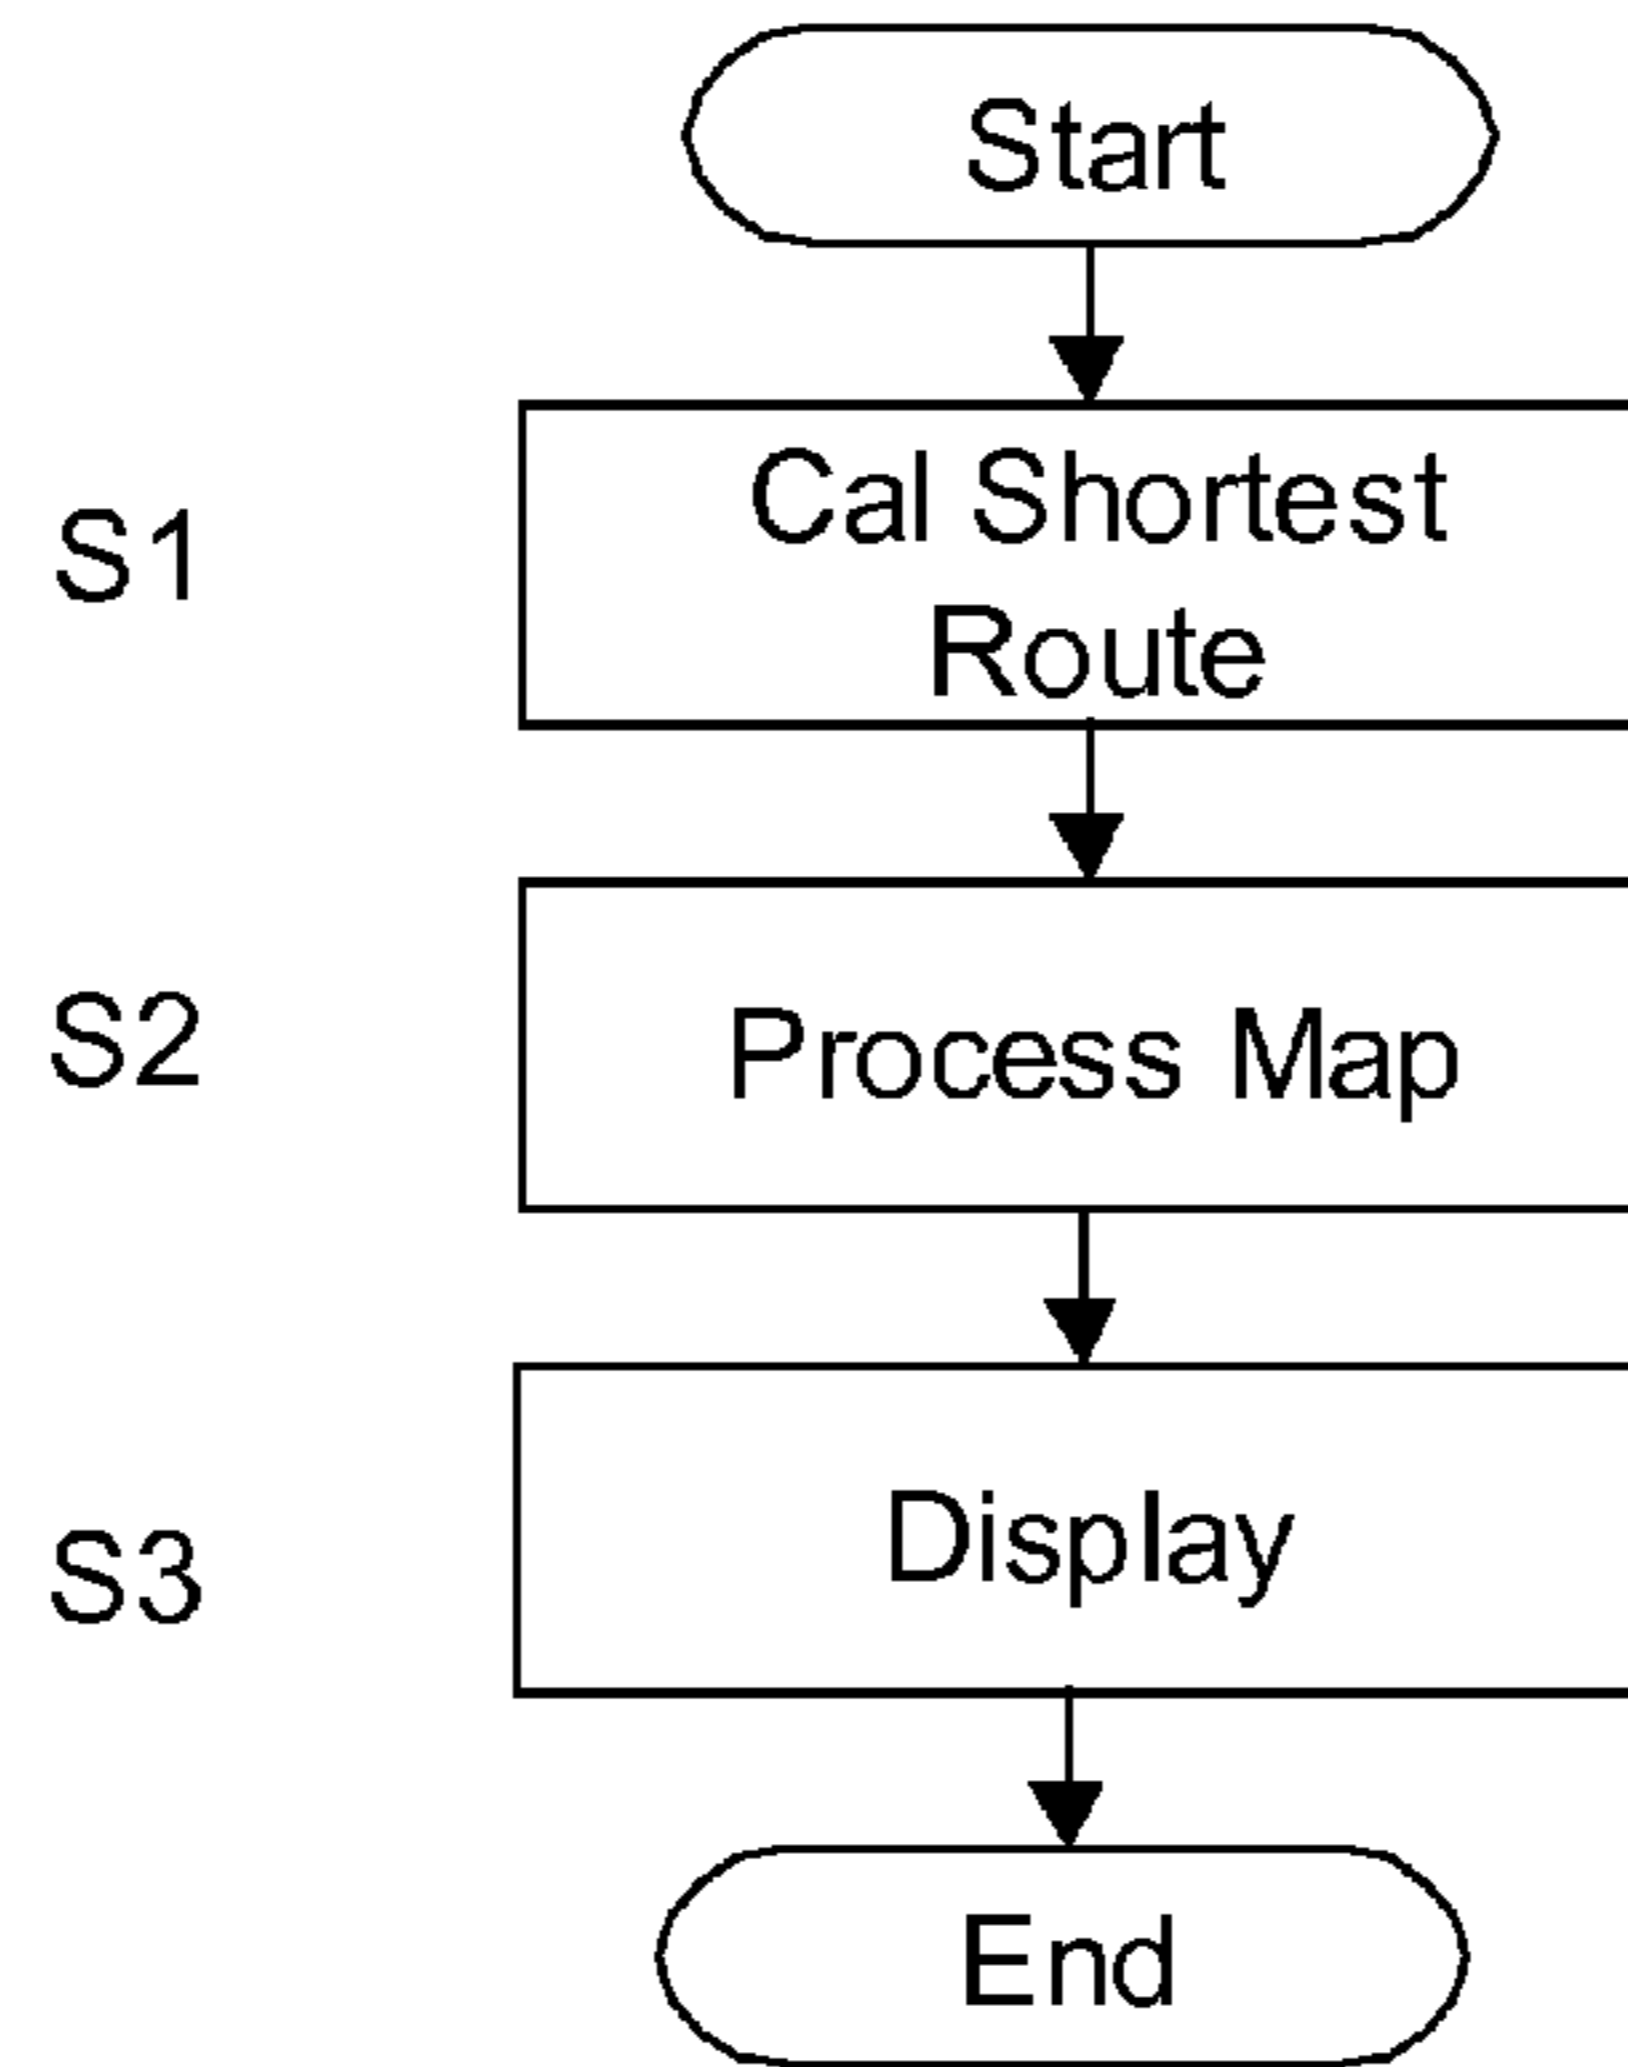 Start
S1
Cal Shortest
Route
S2
Process Map
S3
Display
End